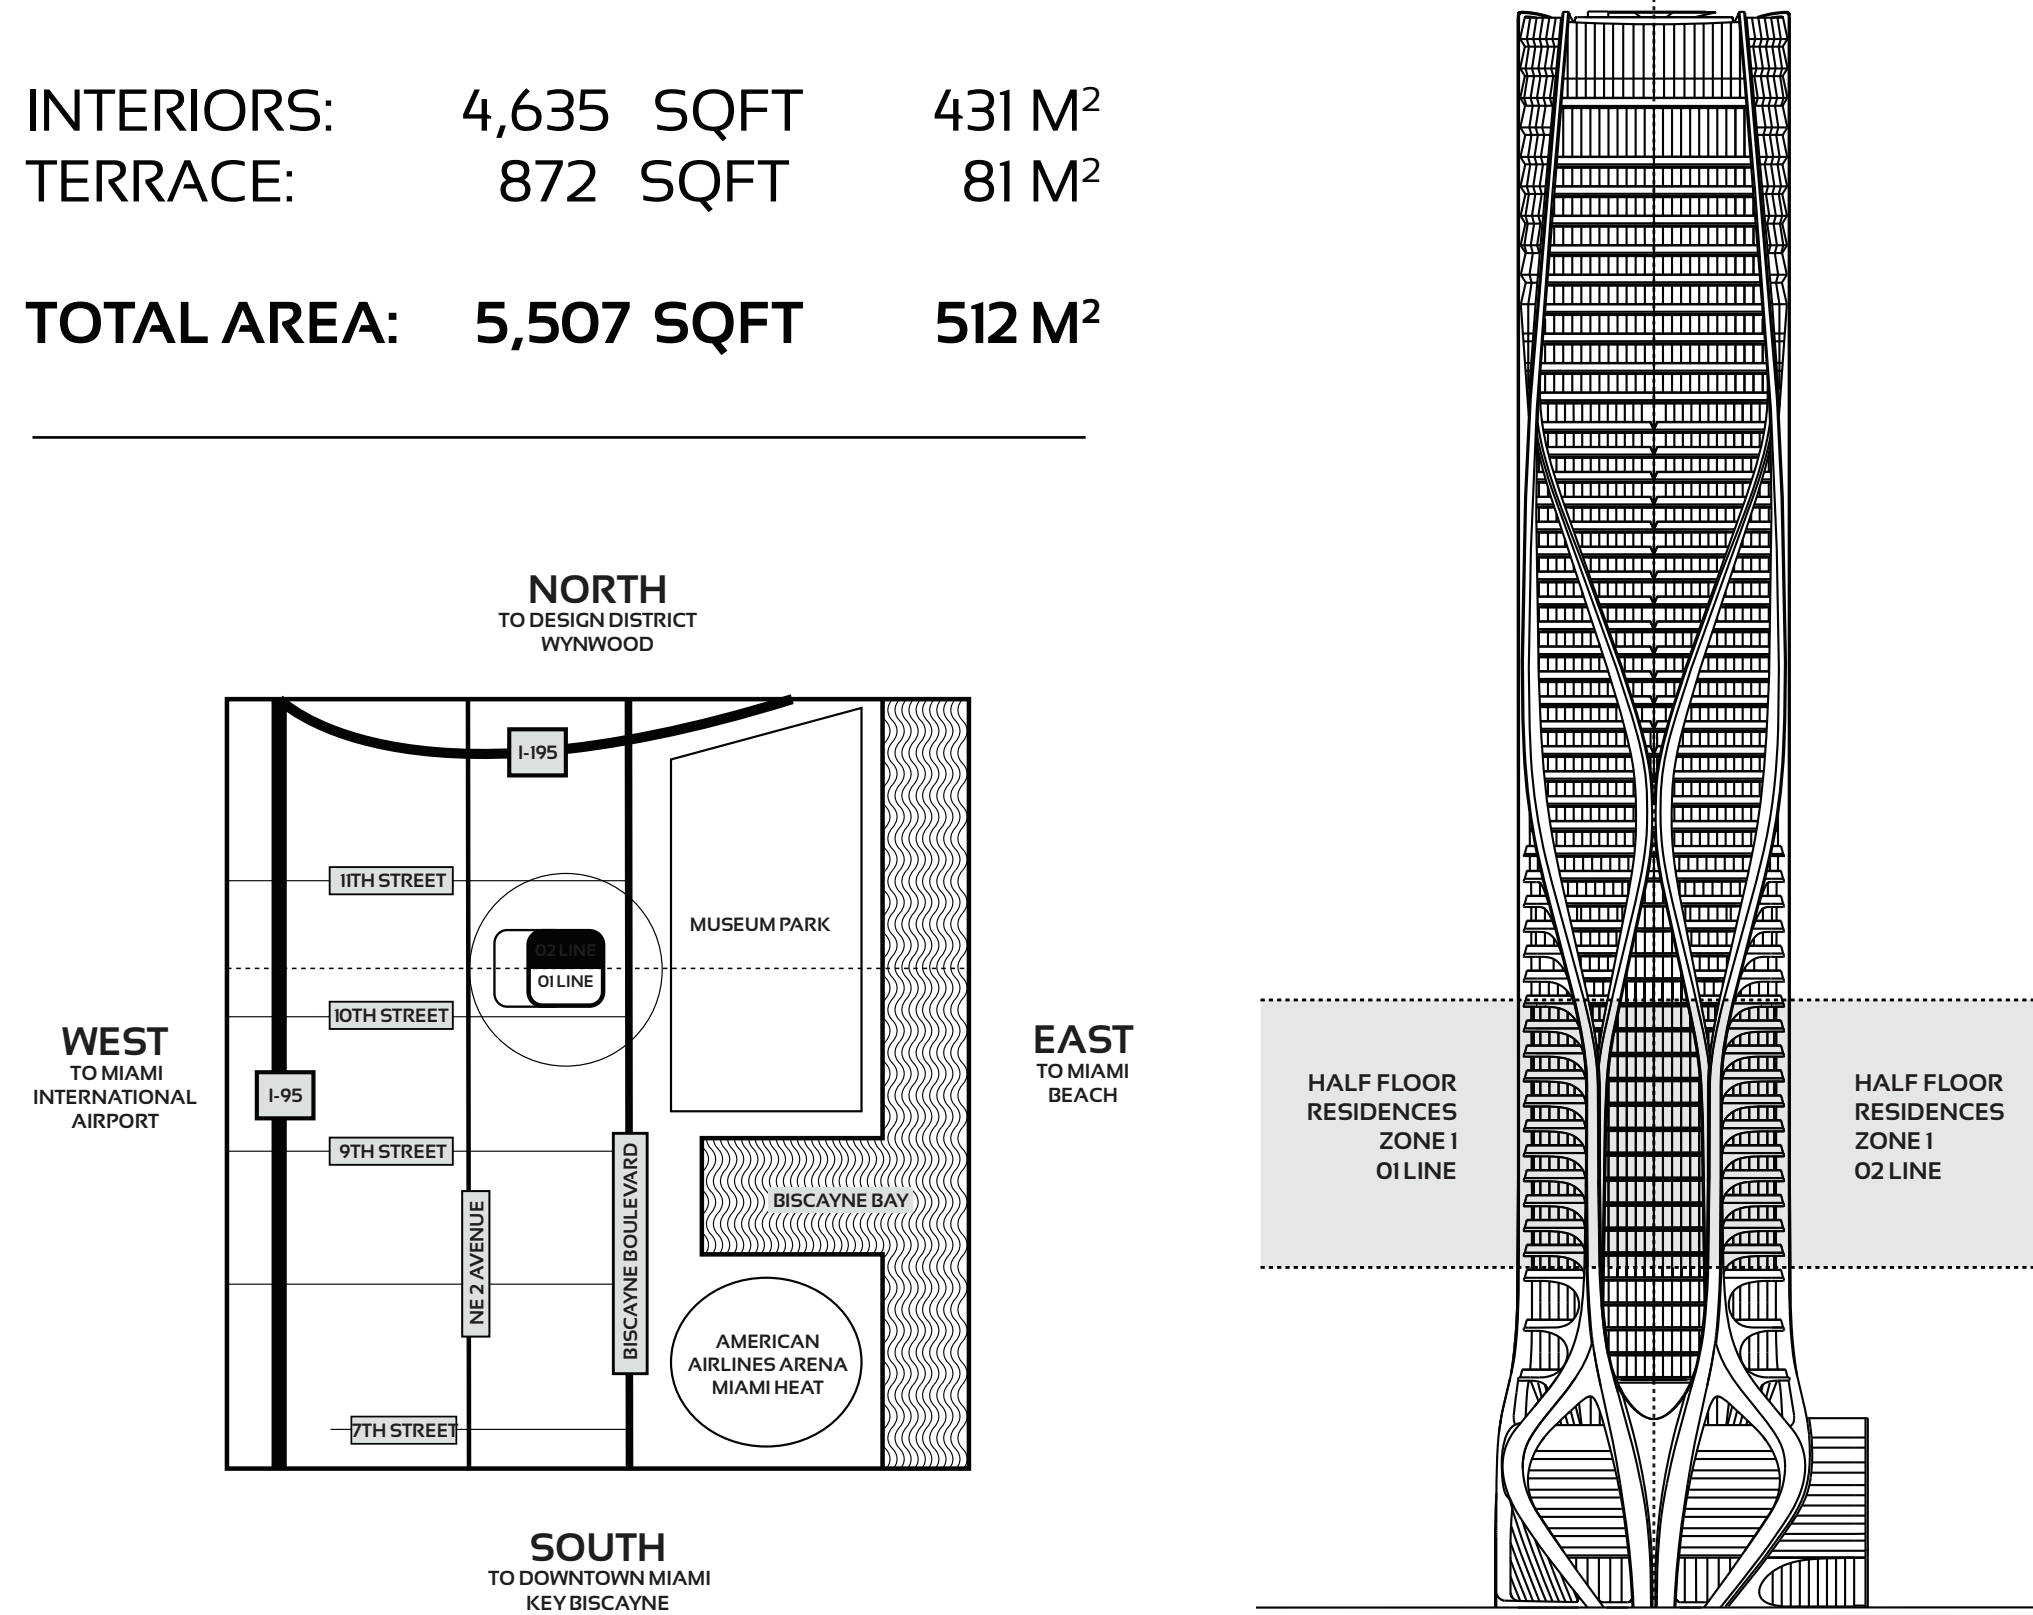 INTERIORS: 4,635 SQFT 431 M²
TERRACE: 872 SQFT 81 M²
TOTAL AREA: 5,507 SQFT 512 M²
NORTH
TO DESIGN DISTRICT
WYNWOOD
I-195
11TH STREET
MUSEUM PARK
02 LINE
01 LINE
10TH STREET
WEST
TO MIAMI
INTERNATIONAL
AIRPORT
I-95
EAST
TO MIAMI
BEACH
9TH STREET
BISCAYNE BAY
NE 2 AVENUE
BISCAYNE BOULEVARD
AMERICAN
AIRLINES ARENA
MIAMI HEAT
7TH STREET
SOUTH
TO DOWNTOWN MIAMI
KEY BISCAYNE
HALF FLOOR
RESIDENCES
ZONE 1
01 LINE
HALF FLOOR
RESIDENCES
ZONE 1
02 LINE